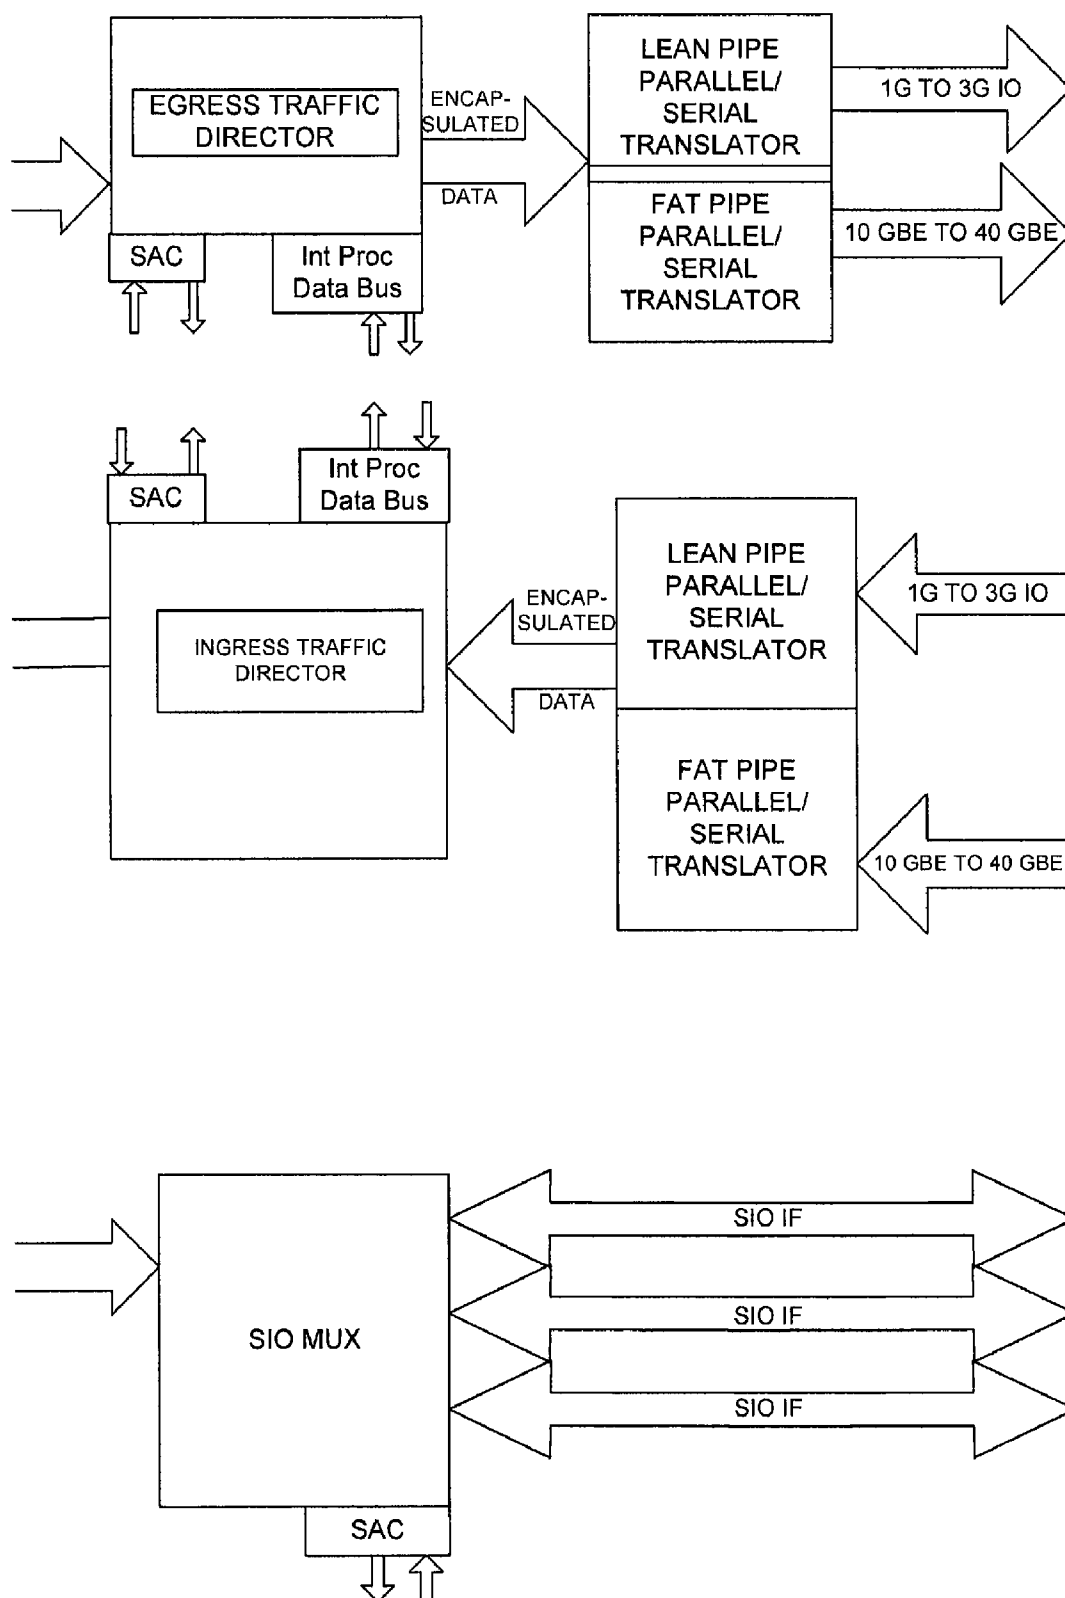 EGRESS TRAFFIC
DIRECTOR
SAC
Int Proc
Data Bus
ENCAP-
SULATED
DATA
LEAN PIPE
PARALLEL/
SERIAL
TRANSLATOR
FAT PIPE
PARALLEL/
SERIAL
TRANSLATOR
1G TO 3G IO
10 GBE TO 40 GBE
SAC
Int Proc
Data Bus
INGRESS TRAFFIC
DIRECTOR
ENCAP-
SULATED
DATA
LEAN PIPE
PARALLEL/
SERIAL
TRANSLATOR
FAT PIPE
PARALLEL/
SERIAL
TRANSLATOR
1G TO 3G IO
10 GBE TO 40 GBE
SIO MUX
SIO IF
SIO IF
SIO IF
SAC